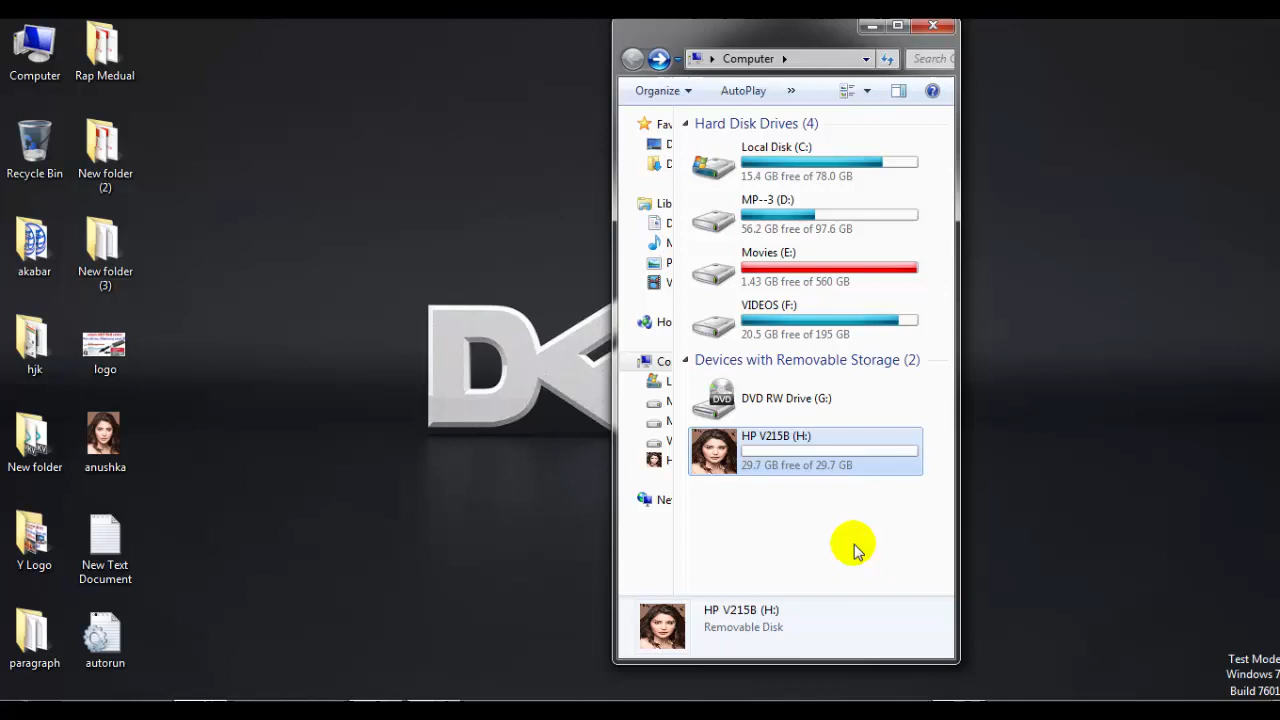 Computer
Rap Medual
Recycle Bin
New folder
(2)
akabar
New folder
(3)
hjk
logo
New folder
anushka
Y Logo
New Text
Document
paragraph
autorun
Computer
Search C
Organize
AutoPlay
»
Fav
D
D
Lib
D
M
P
V
Ho
Co
L
M
M
V
H
Ne
Hard Disk Drives (4)
Local Disk (C:)
15.4 GB free of 78.0 GB
MP--3 (D:)
56.2 GB free of 97.6 GB
Movies (E:)
1.43 GB free of 560 GB
VIDEOS (F:)
20.5 GB free of 195 GB
Devices with Removable Storage (2)
DVD
DVD RW Drive (G:)
HP V215B (H:)
29.7 GB free of 29.7 GB
HP V215B (H:)
Removable Disk
Test Mode
Windows 7
Build 7601